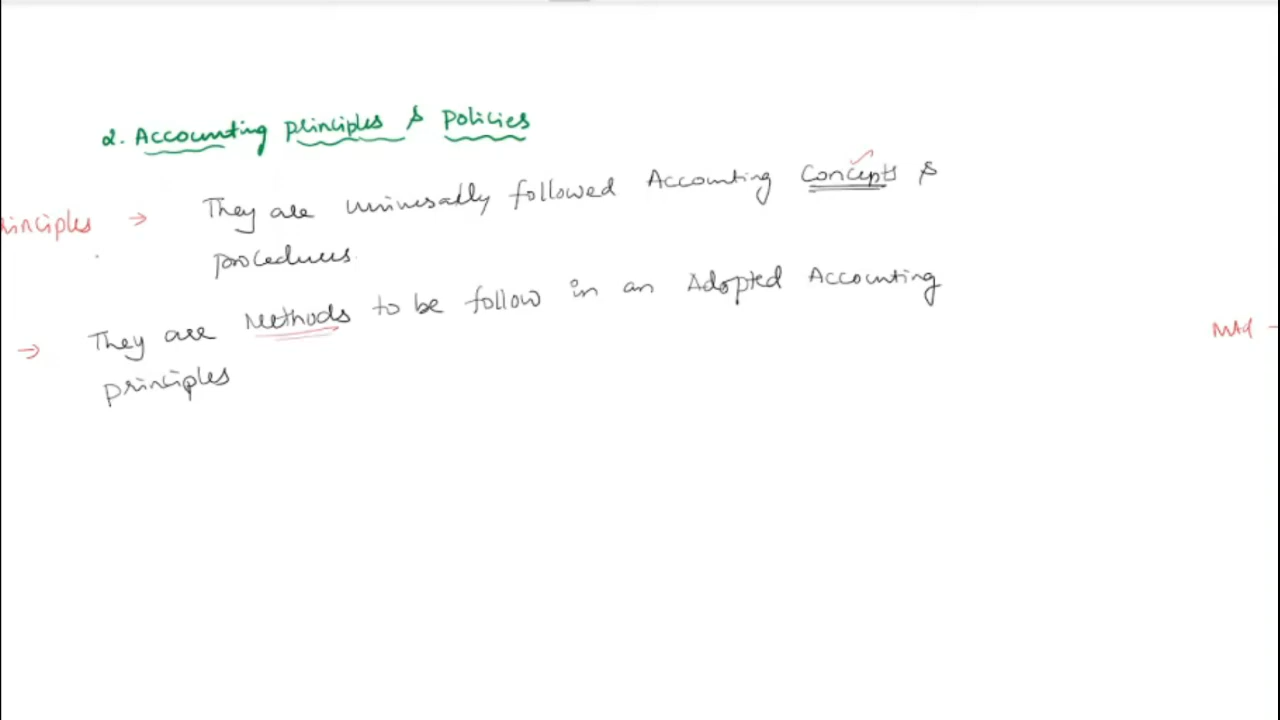 2. Accounting principles & policies
rinciples → They are universally followed Accounting Concepts &
procedures.
→ They are Methods to be follow in an Adopted Accounting
principles